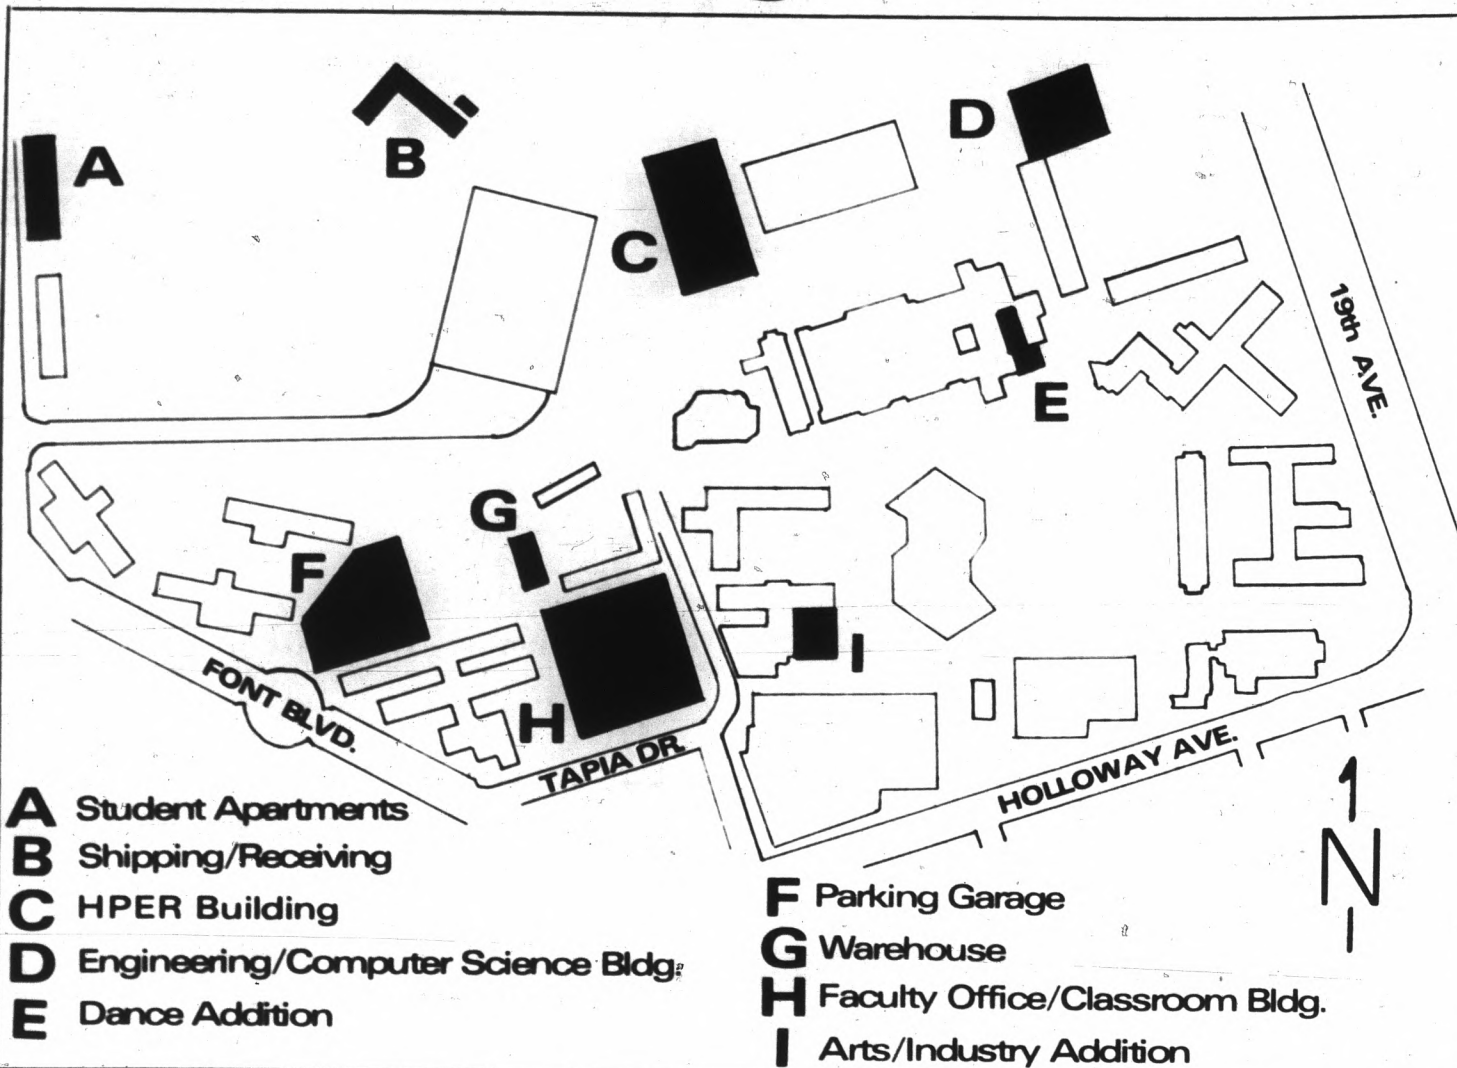 A
B
C
D
E
F
G
H
I
19th AVE.
FONT BLVD.
TAPIA DR.
HOLLOWAY AVE.
N
A Student Apartments
B Shipping/Receiving
C HPER Building
D Engineering/Computer Science Bldg.
E Dance Addition
F Parking Garage
G Warehouse
H Faculty Office/Classroom Bldg.
I Arts/Industry Addition